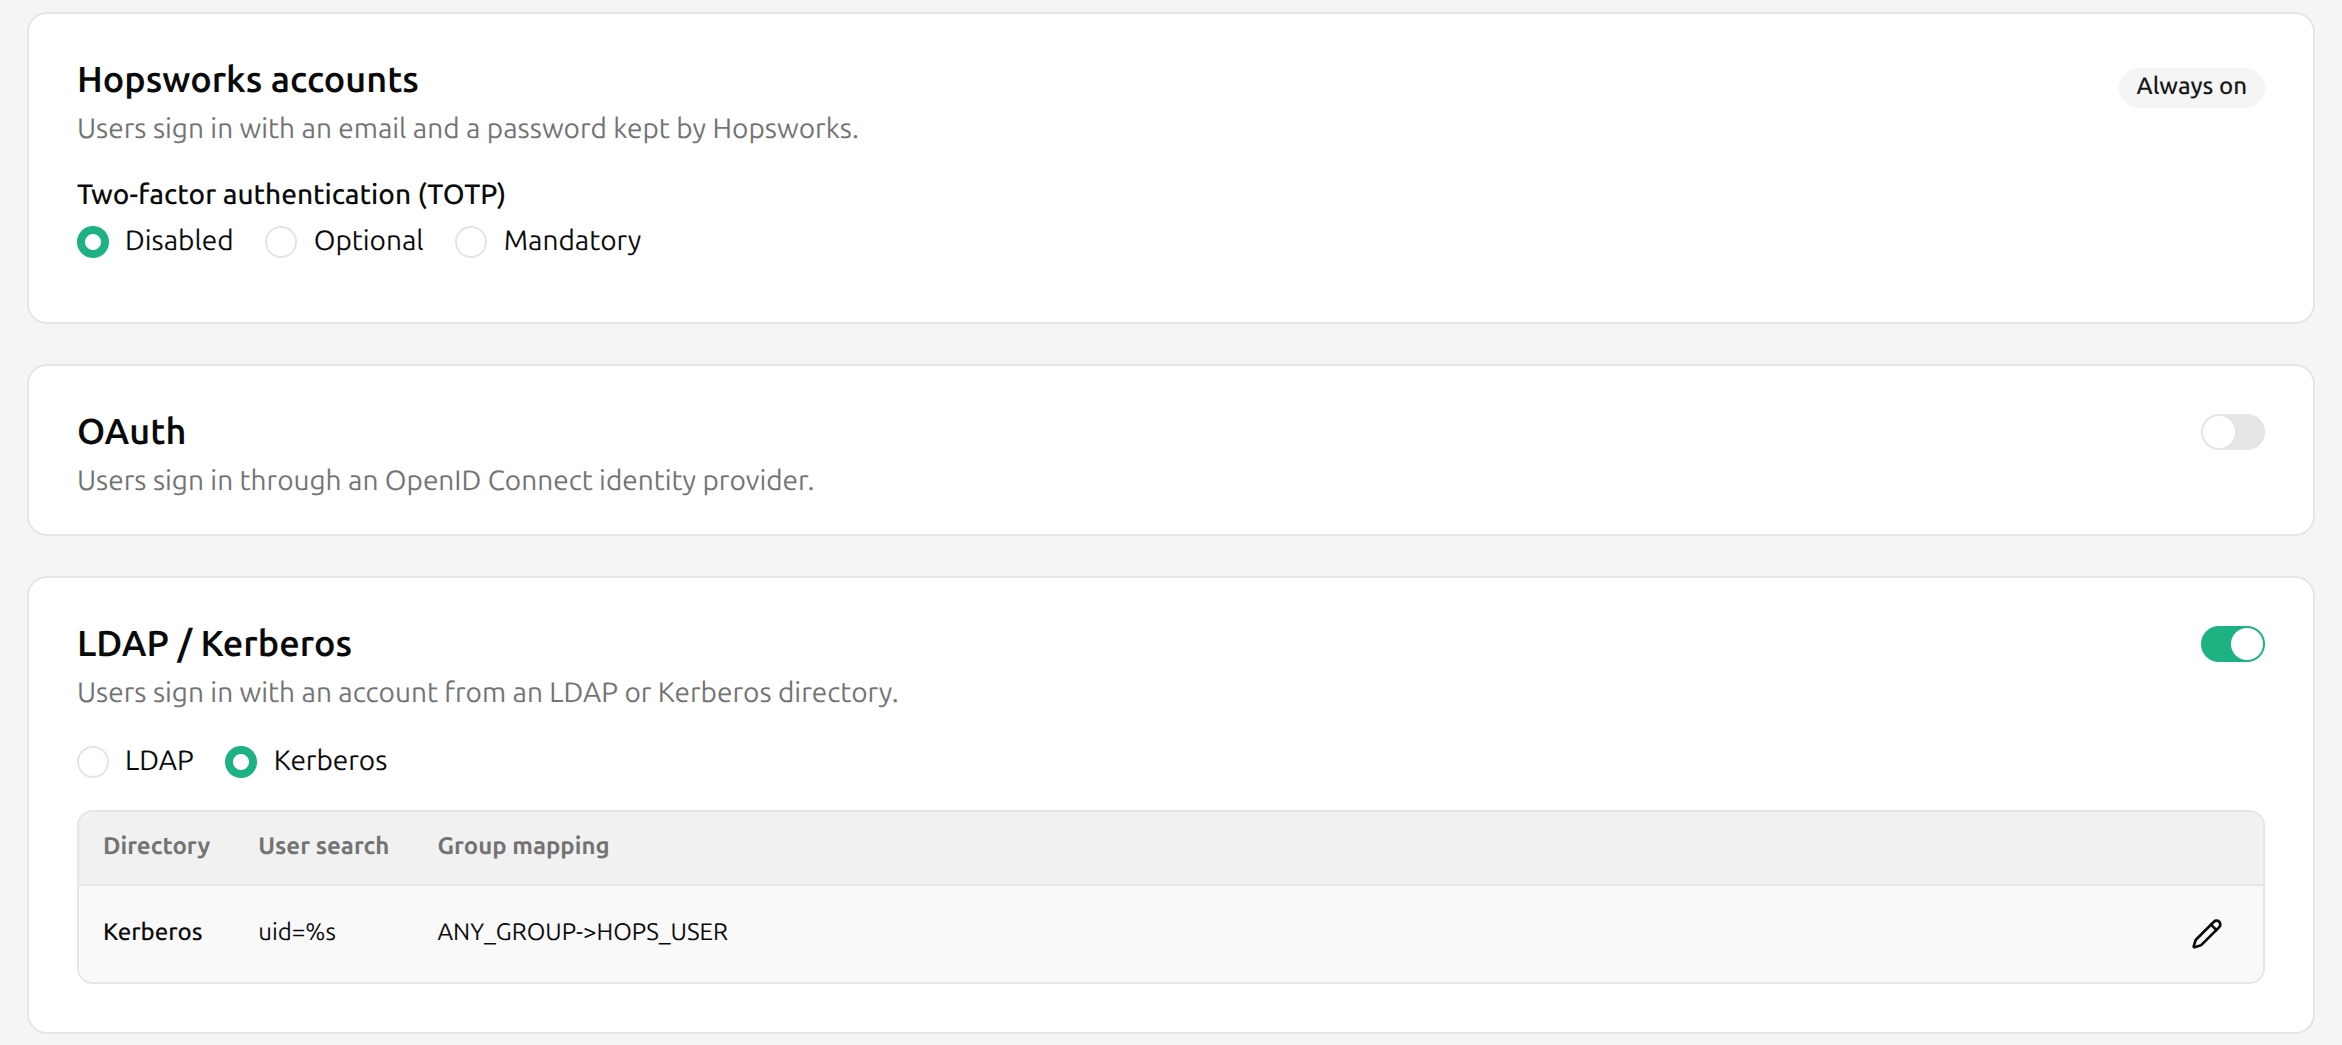 Hopsworks accounts
Always on
Users sign in with an email and a password kept by Hopsworks.
Two-factor authentication (TOTP)
Disabled Optional Mandatory
OAuth
Users sign in through an OpenID Connect identity provider.
LDAP / Kerberos
Users sign in with an account from an LDAP or Kerberos directory.
LDAP Kerberos
Directory User search Group mapping
Kerberos uid=%s ANY_GROUP->HOPS_USER